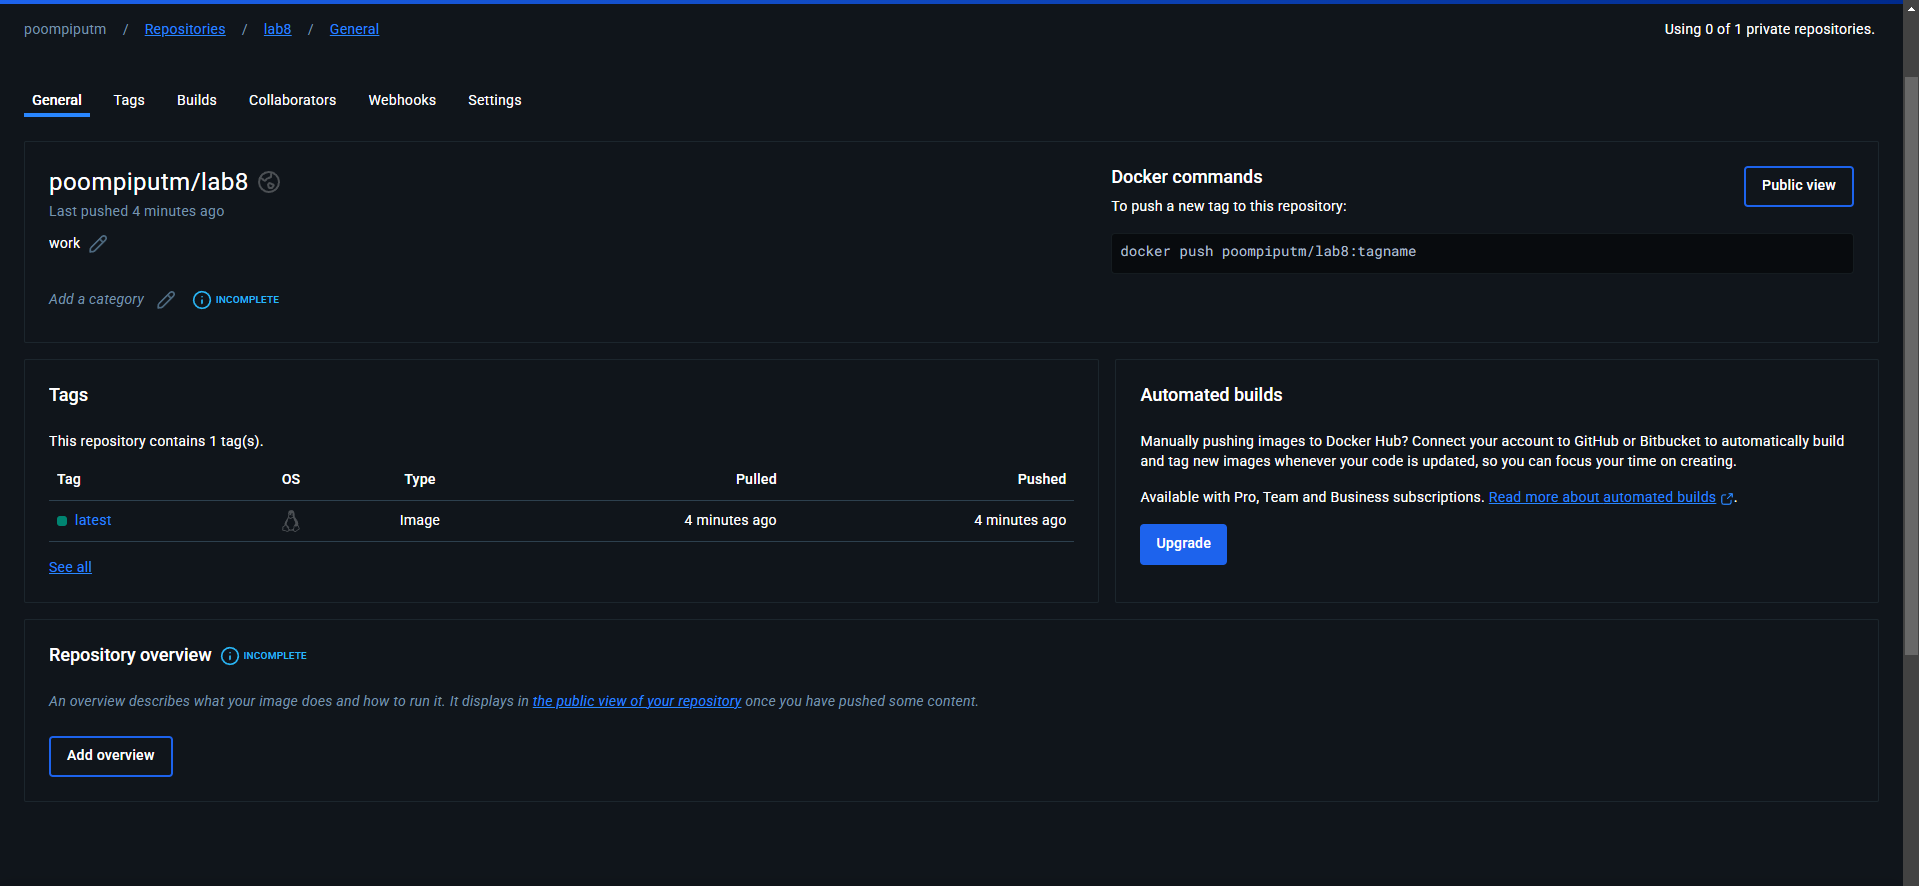 poompiputm / Repositories / lab8 / General
Using 0 of 1 private repositories.
General Tags Builds Collaborators Webhooks Settings
poompiputm/lab8
Last pushed 4 minutes ago
work
Add a category INCOMPLETE
Docker commands
Public view
To push a new tag to this repository:
docker push poompiputm/lab8:tagname
Tags
This repository contains 1 tag(s).
Tag OS Type Pulled Pushed
latest Image 4 minutes ago 4 minutes ago
See all
Automated builds
Manually pushing images to Docker Hub? Connect your account to GitHub or Bitbucket to automatically build
and tag new images whenever your code is updated, so you can focus your time on creating.
Available with Pro, Team and Business subscriptions. Read more about automated builds .
Upgrade
Repository overview INCOMPLETE
An overview describes what your image does and how to run it. It displays in the public view of your repository once you have pushed some content.
Add overview